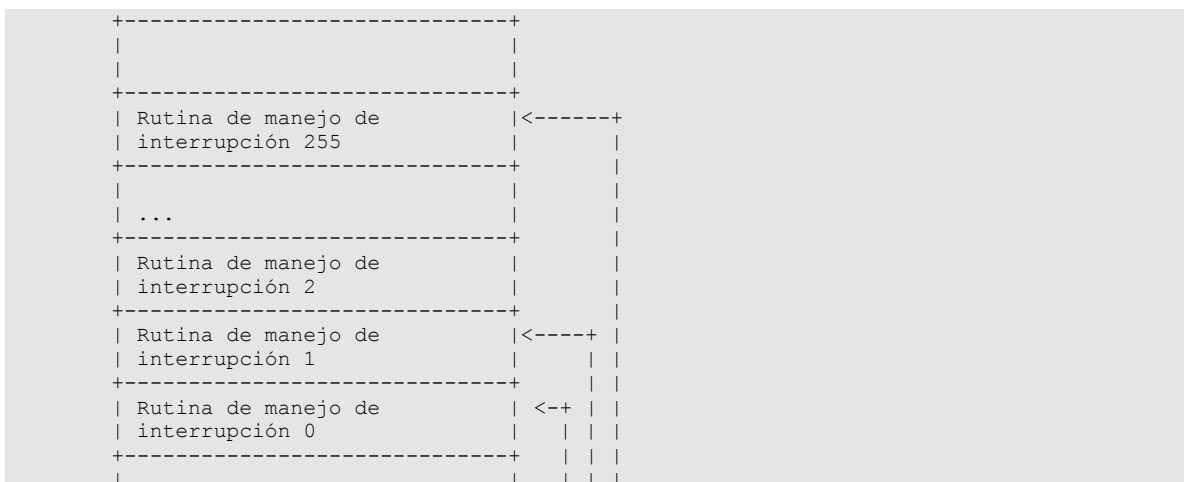 +------------------------------+
|                              |
|                              |
+------------------------------+
| Rutina de manejo de          |<------+
| interrupción 255             |       |
+------------------------------+       |
|                              |       |
| ...                          |       |
+------------------------------+       |
| Rutina de manejo de          |       |
| interrupción 2               |       |
+------------------------------+       |
| Rutina de manejo de          |<----+ |
| interrupción 1               |     | |
+------------------------------+     | |
| Rutina de manejo de          | <-+ | |
| interrupción 0               |   | | |
+------------------------------+   | | |
|                              |   | | |